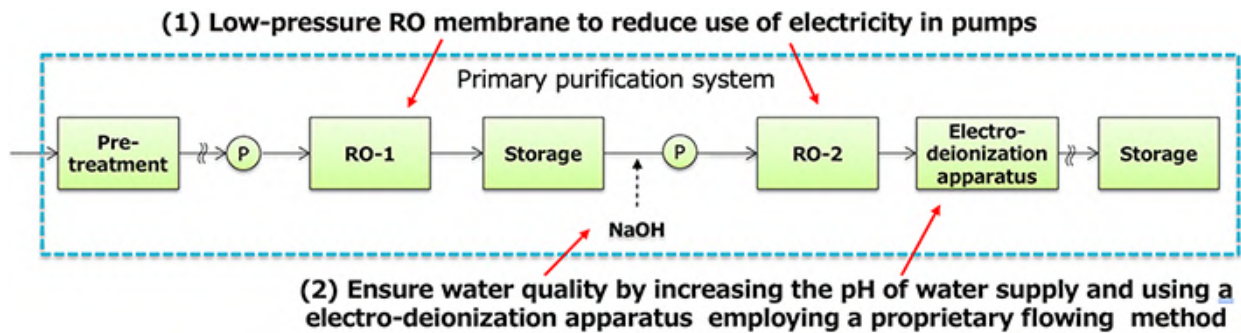 (1) Low-pressure RO membrane to reduce use of electricity in pumps
Primary purification system
Pre-
treatment
P
RO-1
Storage
P
RO-2
Electro-
deionization
apparatus
Storage
NaOH
(2) Ensure water quality by increasing the pH of water supply and using a
electro-deionization apparatus employing a proprietary flowing method